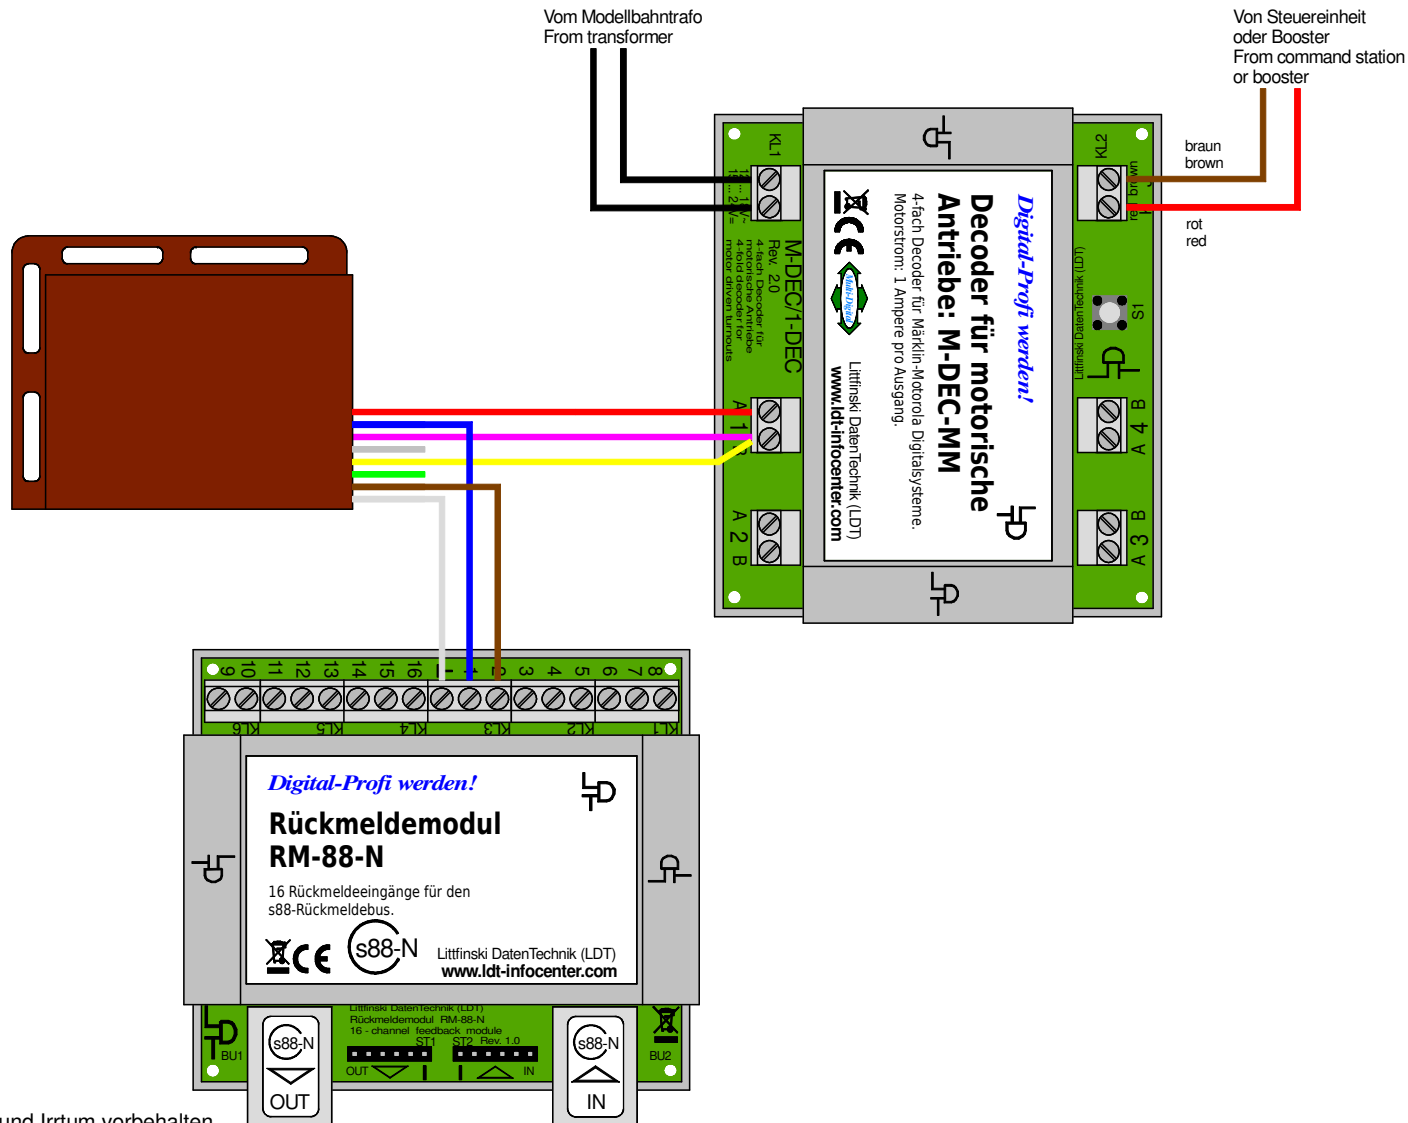 Vom Modellbahntrafo
From transformer
Von Steuereinheit
oder Booster
From command station
or booster
braun
brown
rot
red
KL1
KL2
red brown
M-DEC/1-DEC
Rev. 2.0
4-fach Decoder für
motorische Antriebe
4-fold decoder for
motor driven turnouts
Digital-Profi werden!
Decoder für motorische
Antriebe: M-DEC-MM
4-fach Decoder für Märklin-Motorola Digitalsysteme.
Motorstrom: 1 Ampere pro Ausgang.
CE
Multi-Digital
Littfinski DatenTechnik (LDT)
www.ldt-infocenter.com
Littfinski DatenTechnik (LDT)
S1
A 1
A 2 B
B 4 A
B 3 A
9 10 11 12 13 14 15 16 3 4 5 6 7 8
KL6 KL5 KL4 KL3 KL2 KL1
Digital-Profi werden!
Rückmeldemodul
RM-88-N
16 Rückmeldeeingänge für den
s88-Rückmeldebus.
CE
s88-N
Littfinski DatenTechnik (LDT)
www.ldt-infocenter.com
Littfinski DatenTechnik (LDT)
Rückmeldemodul RM-88-N
16 - channel feedback module
ST1 ST2 Rev. 1.0
BU1
BU2
OUT IN
s88-N
OUT
s88-N
IN
und Irrtum vorbehalten